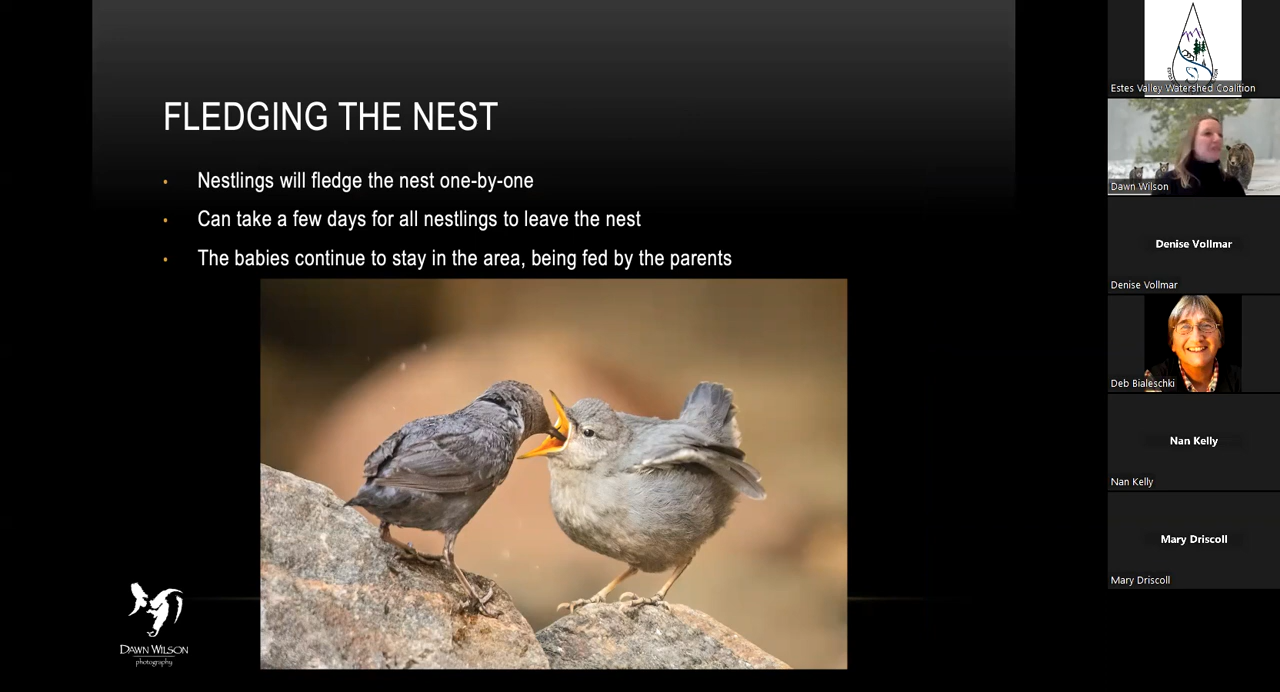 FLEDGING THE NEST
• Nestlings will fledge the nest one-by-one
• Can take a few days for all nestlings to leave the nest
• The babies continue to stay in the area, being fed by the parents
DAWN WILSON
photography
Estes Valley Watershed Coalition
Dawn Wilson
Denise Vollmar
Denise Vollmar
Deb Bialeschki
Nan Kelly
Nan Kelly
Mary Driscoll
Mary Driscoll